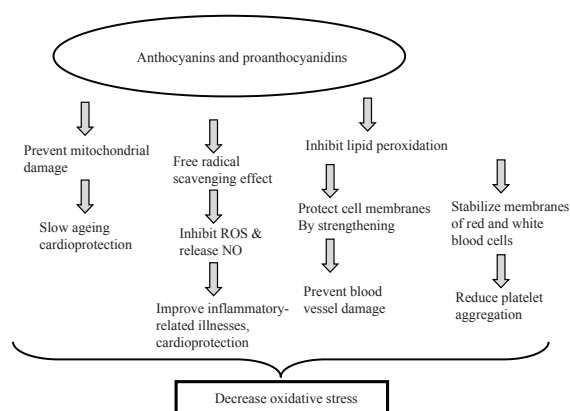 Anthocyanins and proanthocyanidins
Prevent mitochondrial
damage
Slow ageing
cardioprotection
Free radical
scavenging effect
Inhibit ROS &
release NO
Improve inflammatory-
related illnesses,
cardioprotection
Inhibit lipid peroxidation
Protect cell membranes
By strengthening
Prevent blood
vessel damage
Stabilize membranes
of red and white
blood cells
Reduce platelet
aggregation
Decrease oxidative stress